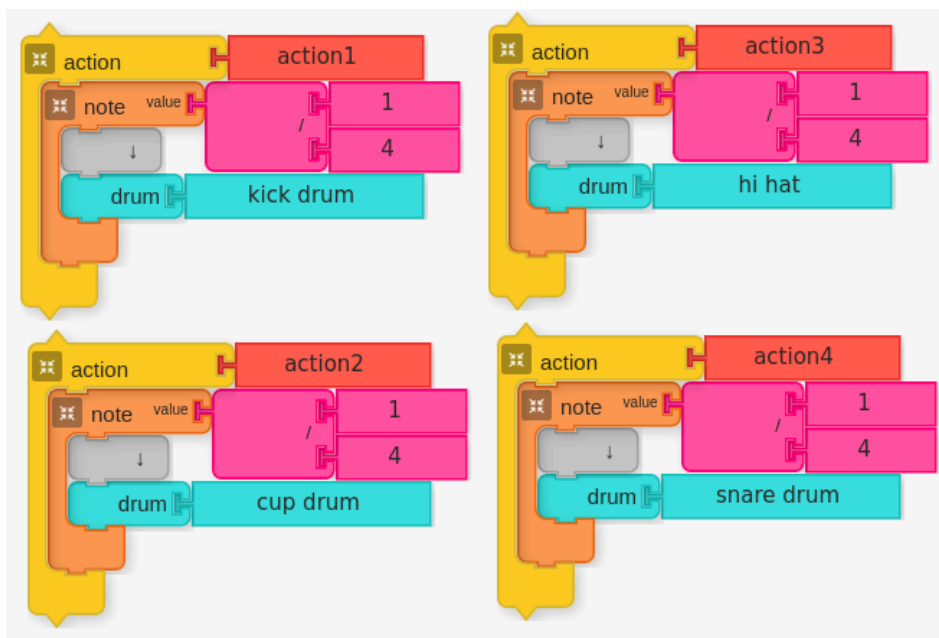 action action1
note value 1
/
4
↓
drum kick drum
action action3
note value 1
/
4
↓
drum hi hat
action action2
note value 1
/
4
↓
drum cup drum
action action4
note value 1
/
4
↓
drum snare drum